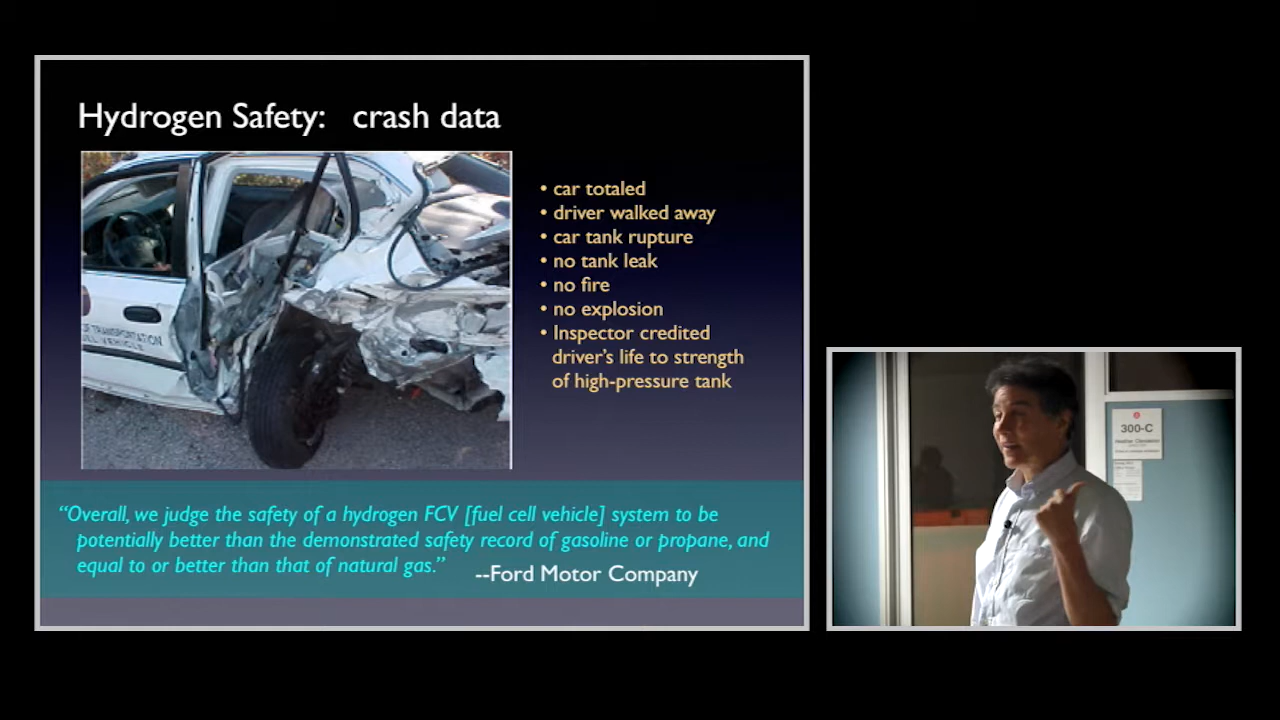 Hydrogen Safety: crash data
• car totaled
• driver walked away
• car tank rupture
• no tank leak
• no fire
• no explosion
• Inspector credited
driver's life to strength
of high-pressure tank
“Overall, we judge the safety of a hydrogen FCV [fuel cell vehicle] system to be
potentially better than the demonstrated safety record of gasoline or propane, and
equal to or better than that of natural gas.”
--Ford Motor Company
TRANSPORTATION
VEHICLE
300-C
Heather